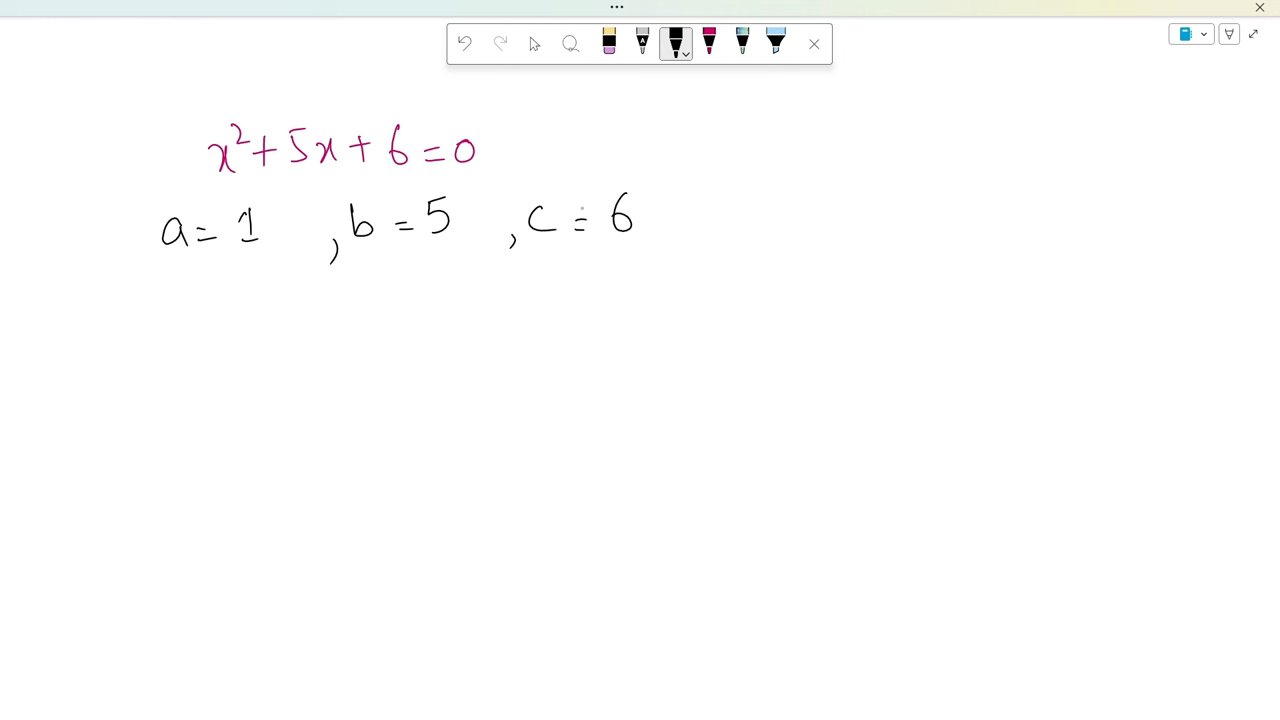 x²+5x+6=0
a=1 , b=5 , c=6